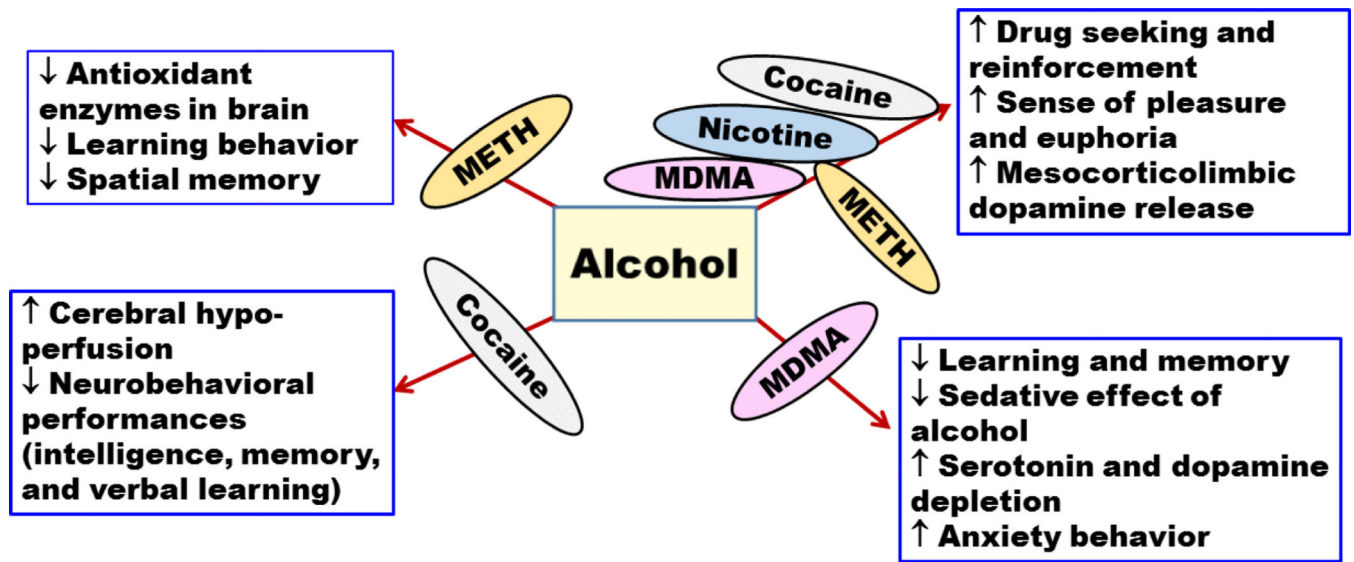 ↓ Antioxidant
enzymes in brain
↓ Learning behavior
↓ Spatial memory
METH
Cocaine
Nicotine
MDMA
METH
↑ Drug seeking and
reinforcement
↑ Sense of pleasure
and euphoria
↑ Mesocorticolimbic
dopamine release
Alcohol
↑ Cerebral hypo-
perfusion
↓ Neurobehavioral
performances
(intelligence, memory,
and verbal learning)
Cocaine
MDMA
↓ Learning and memory
↓ Sedative effect of
alcohol
↑ Serotonin and dopamine
depletion
↑ Anxiety behavior